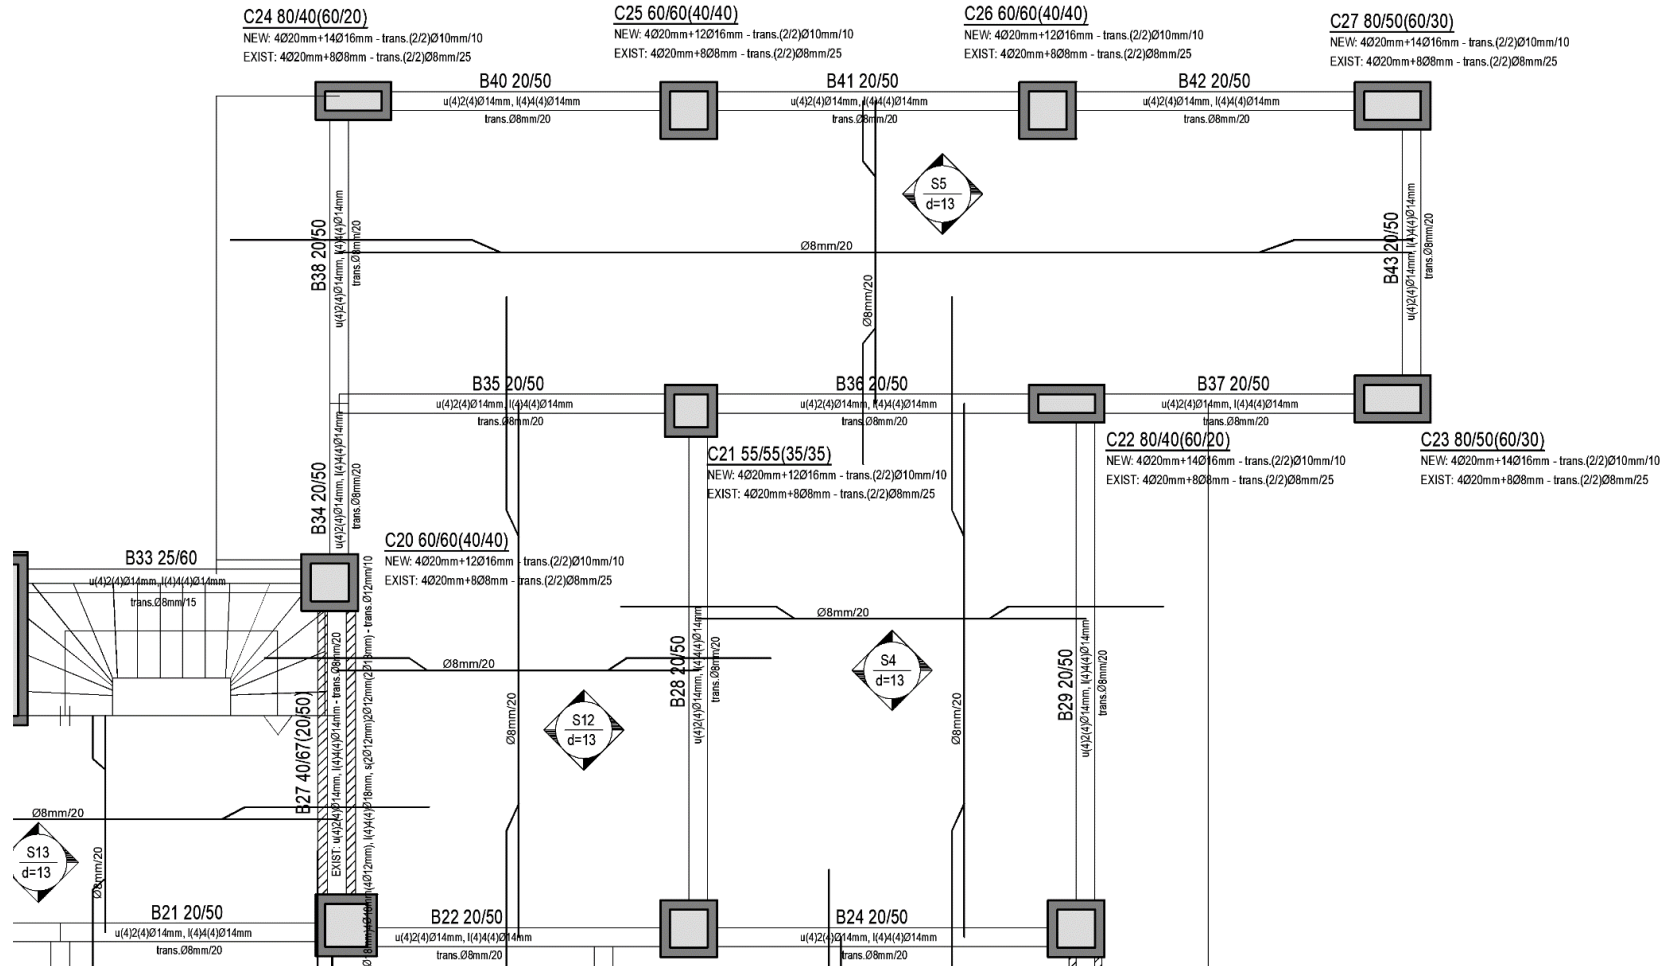 C24 80/40(60/20)
NEW: 4Ø20mm+14Ø16mm - trans.(2/2)Ø10mm/10
EXIST: 4Ø20mm+8Ø8mm - trans.(2/2)Ø8mm/25
C25 60/60(40/40)
NEW: 4Ø20mm+12Ø16mm - trans.(2/2)Ø10mm/10
EXIST: 4Ø20mm+8Ø8mm - trans.(2/2)Ø8mm/25
C26 60/60(40/40)
NEW: 4Ø20mm+12Ø16mm - trans.(2/2)Ø10mm/10
EXIST: 4Ø20mm+8Ø8mm - trans.(2/2)Ø8mm/25
C27 80/50(60/30)
NEW: 4Ø20mm+14Ø16mm - trans.(2/2)Ø10mm/10
EXIST: 4Ø20mm+8Ø8mm - trans.(2/2)Ø8mm/25
B40 20/50
u(4)2(4)Ø14mm, l(4)4(4)Ø14mm
trans.Ø8mm/20
B41 20/50
u(4)2(4)Ø14mm, l(4)4(4)Ø14mm
trans.Ø8mm/20
B42 20/50
u(4)2(4)Ø14mm, l(4)4(4)Ø14mm
trans.Ø8mm/20
S5
d=13
B38 20/50
u(4)2(4)Ø14mm, l(4)4(4)Ø14mm
trans.Ø8mm/20
Ø8mm/20
Ø8mm/20
B43 20/50
u(4)2(4)Ø14mm, l(4)4(4)Ø14mm
trans.Ø8mm/20
B35 20/50
u(4)2(4)Ø14mm, l(4)4(4)Ø14mm
trans.Ø8mm/20
B36 20/50
u(4)2(4)Ø14mm, l(4)4(4)Ø14mm
B37 20/50
u(4)2(4)Ø14mm, l(4)4(4)Ø14mm
trans.Ø8mm/20
C21 55/55(35/35)
NEW: 4Ø20mm+12Ø16mm - trans.(2/2)Ø10mm/10
EXIST: 4Ø20mm+8Ø8mm - trans.(2/2)Ø8mm/25
C22 80/40(60/20)
NEW: 4Ø20mm+14Ø16mm - trans.(2/2)Ø10mm/10
EXIST: 4Ø20mm+8Ø8mm - trans.(2/2)Ø8mm/25
C23 80/50(60/30)
NEW: 4Ø20mm+14Ø16mm - trans.(2/2)Ø10mm/10
EXIST: 4Ø20mm+8Ø8mm - trans.(2/2)Ø8mm/25
B34 20/50
u(4)2(4)Ø14mm, l(4)4(4)Ø14mm
trans.Ø8mm/20
C20 60/60(40/40)
NEW: 4Ø20mm+12Ø16mm - trans.(2/2)Ø10mm/10
EXIST: 4Ø20mm+8Ø8mm - trans.(2/2)Ø8mm/25
B33 25/60
u(4)2(4)Ø14mm, l(4)4(4)Ø14mm
trans.Ø8mm/15
Ø8mm/20
Ø8mm/20
B28 20/50
u(4)2(4)Ø14mm, l(4)4(4)Ø14mm
trans.Ø8mm/20
S4
d=13
B29 20/50
u(4)2(4)Ø14mm, l(4)4(4)Ø14mm
trans.Ø8mm/20
S12
d=13
Ø8mm/20
Ø8mm/20
B27 40/67(20/50)
EXIST: u(4)2(4)Ø14mm, l(4)4(4)Ø14mm - trans.Ø8mm/20
l(4)4(4)Ø18mm, s(2Ø12mm)2Ø12mm(2Ø18mm) - trans.Ø12mm/10
Ø8mm/20
S13
d=13
Ø8mm/20
B21 20/50
u(4)2(4)Ø14mm, l(4)4(4)Ø14mm
trans.Ø8mm/20
B22 20/50
u(4)2(4)Ø14mm, l(4)4(4)Ø14mm
trans.Ø8mm/20
B24 20/50
u(4)2(4)Ø14mm, l(4)4(4)Ø14mm
trans.Ø8mm/20